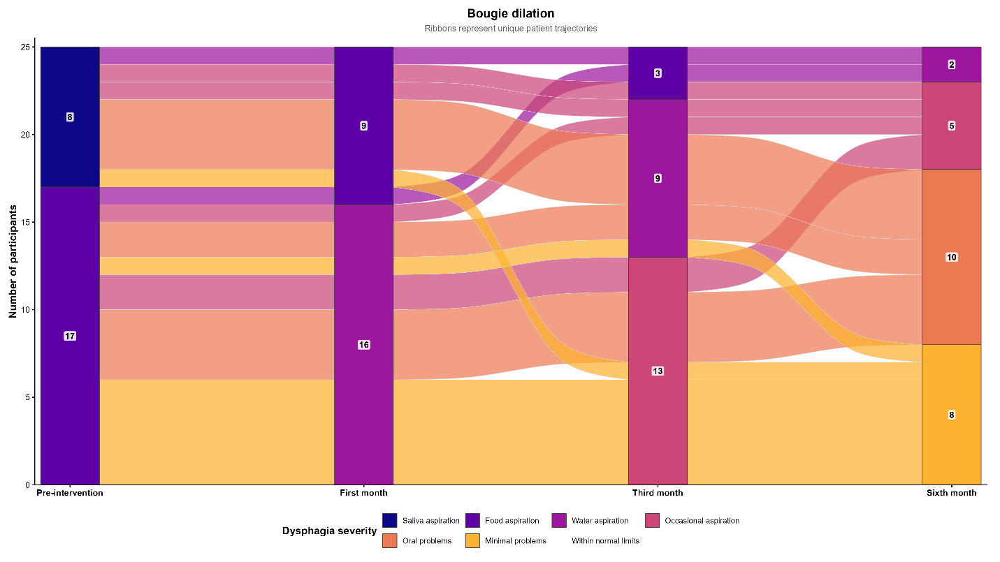 Bougie dilation
Ribbons represent unique patient trajectories
Number of participants
25
20
15
10
5
0
8
17
9
16
3
9
13
2
5
10
8
Pre-intervention
First month
Third month
Sixth month
Dysphagia severity
Saliva aspiration
Food aspiration
Water aspiration
Occasional aspiration
Oral problems
Minimal problems
Within normal limits